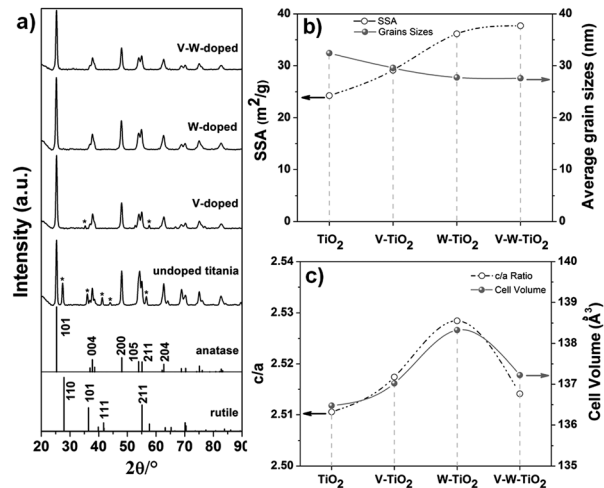 a)
V-W-doped
W-doped
V-doped
*
*
undoped titania
*
*
*
*
*
101
004
200
105
211
204
anatase
110
101
111
211
rutile
Intensity (a.u.)
20 30 40 50 60 70 80 90
2θ/°
b)
SSA
Grains Sizes
SSA (m²/g)
40
30
20
10
0
Average grain sizes (nm)
40
35
30
25
20
15
10
5
0
TiO₂ V-TiO₂ W-TiO₂ V-W-TiO₂
c)
c/a Ratio
Cell Volume
c/a
2.54
2.53
2.52
2.51
2.50
Cell Volume (Å³)
140
139
138
137
136
135
TiO₂ V-TiO₂ W-TiO₂ V-W-TiO₂